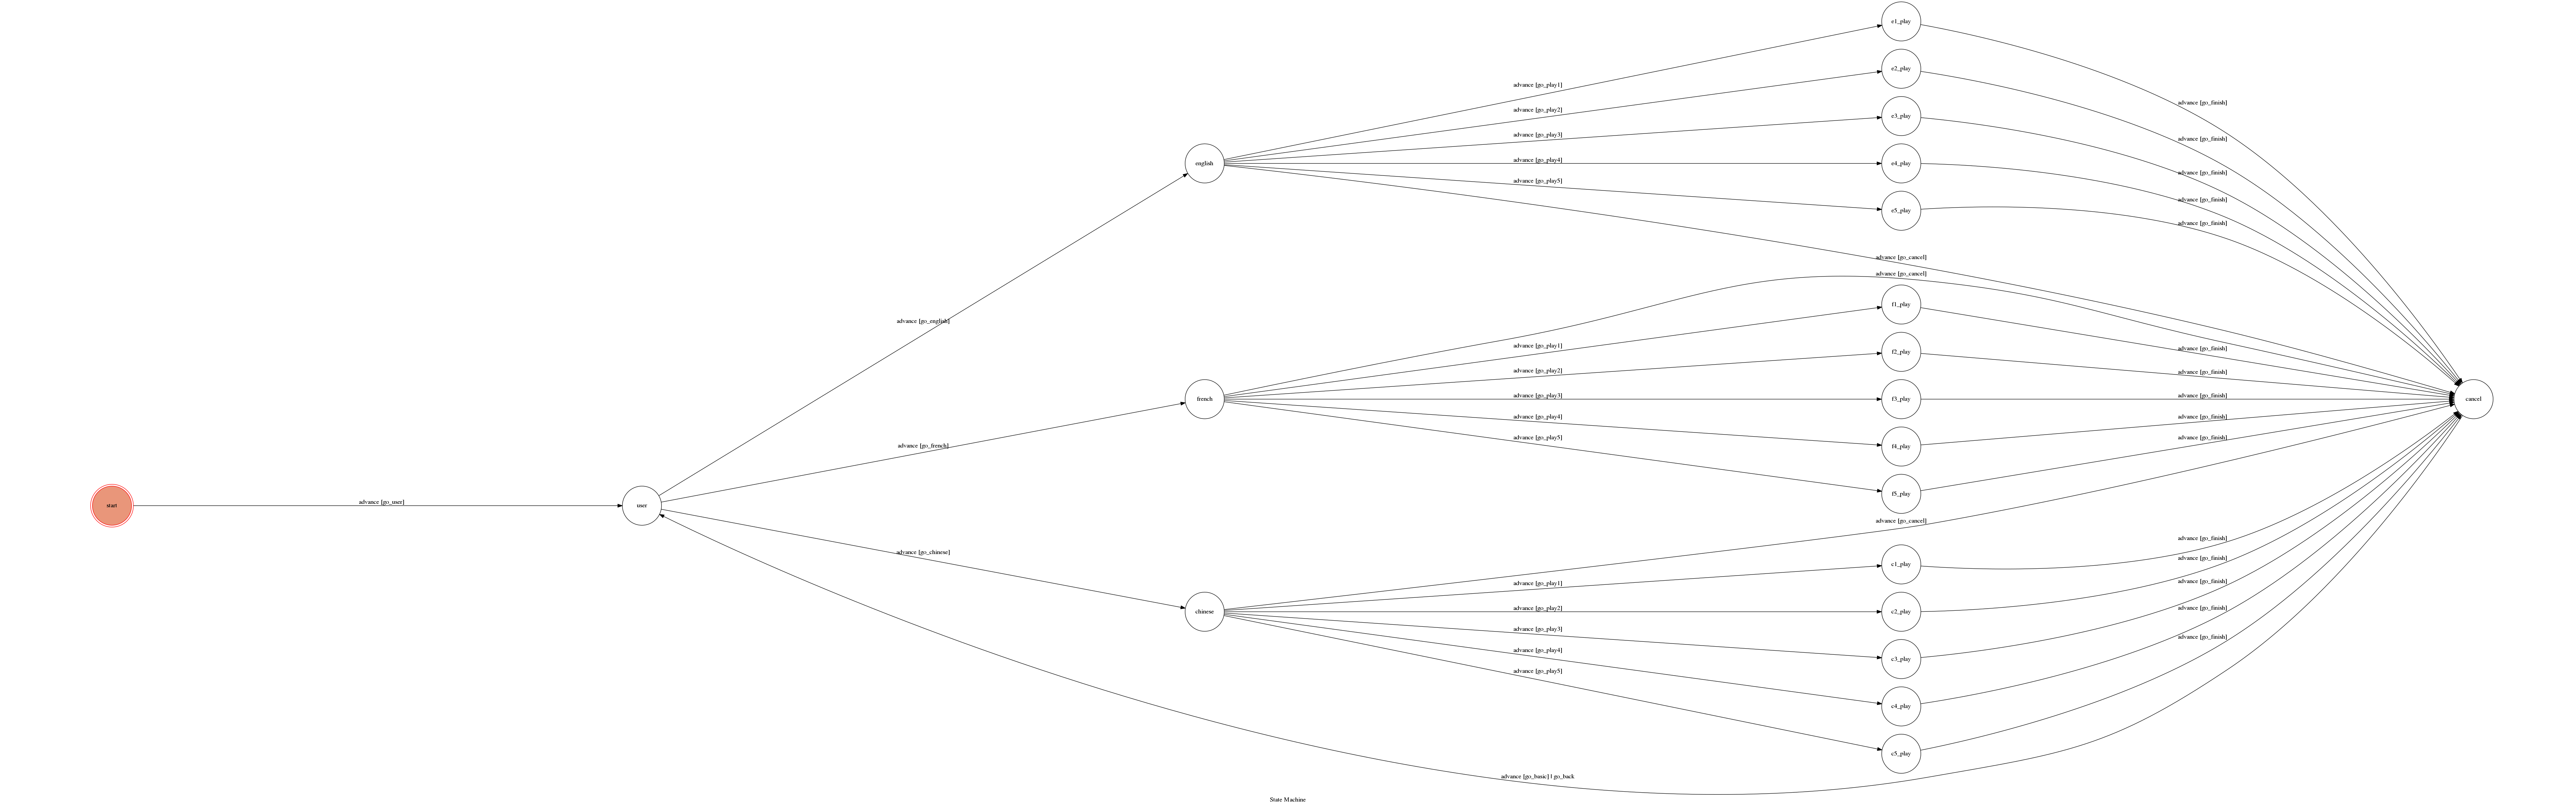 e1_play
e2_play
advance [go_play1]
advance [go_finish]
advance [go_play2]
e3_play
advance [go_play3]
advance [go_finish]
english
advance [go_play4]
e4_play
advance [go_finish]
advance [go_play5]
advance [go_finish]
e5_play
advance [go_finish]
advance [go_cancel]
advance [go_cancel]
f1_play
advance [go_english]
advance [go_play1]
advance [go_finish]
f2_play
advance [go_play2]
advance [go_finish]
french
advance [go_play3]
f3_play
advance [go_finish]
cancel
advance [go_play4]
advance [go_finish]
advance [go_play5]
advance [go_finish]
advance [go_french]
f4_play
f5_play
start
advance [go_user]
user
advance [go_cancel]
advance [go_finish]
advance [go_chinese]
advance [go_finish]
c1_play
advance [go_play1]
advance [go_finish]
chinese
advance [go_play2]
c2_play
advance [go_finish]
advance [go_play3]
advance [go_finish]
advance [go_play4]
c3_play
advance [go_play5]
c4_play
c5_play
advance [go_basic] | go_back
State Machine